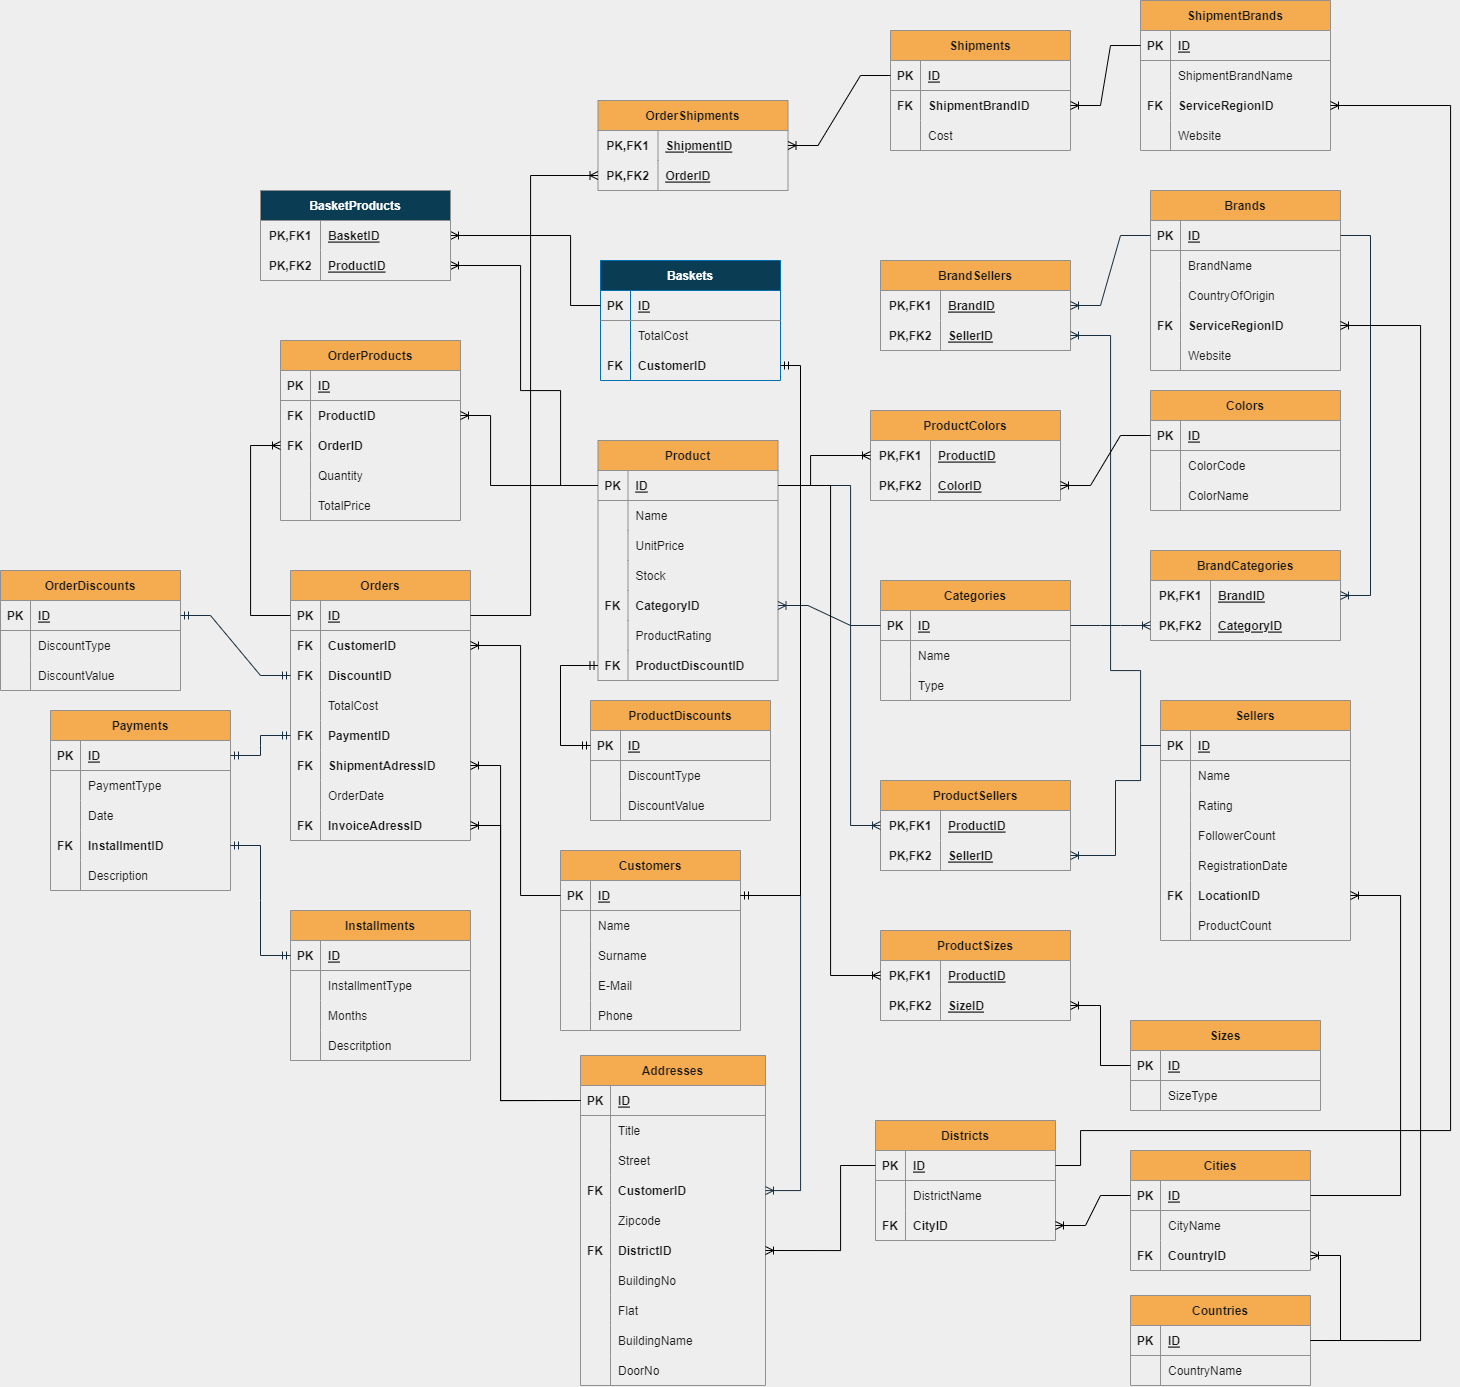 ShipmentBrands
PK ID
ShipmentBrandName
FK ServiceRegionID
Website
Shipments
PK ID
FK ShipmentBrandID
Cost
OrderShipments
PK,FK1 ShipmentID
PK,FK2 OrderID
BasketProducts
PK,FK1 BasketID
PK,FK2 ProductID
Baskets
PK ID
TotalCost
FK CustomerID
BrandSellers
PK,FK1 BrandID
PK,FK2 SellerID
Brands
PK ID
BrandName
CountryOfOrigin
FK ServiceRegionID
Website
OrderProducts
PK ID
FK ProductID
FK OrderID
Quantity
TotalPrice
Product
PK ID
Name
UnitPrice
Stock
FK CategoryID
ProductRating
FK ProductDiscountID
ProductColors
PK,FK1 ProductID
PK,FK2 ColorID
Colors
PK ID
ColorCode
ColorName
OrderDiscounts
PK ID
DiscountType
DiscountValue
Orders
PK ID
FK CustomerID
FK DiscountID
TotalCost
FK PaymentID
FK ShipmentAdressID
OrderDate
FK InvoiceAdressID
Categories
PK ID
Name
Type
BrandCategories
PK,FK1 BrandID
PK,FK2 CategoryID
Payments
PK ID
PaymentType
Date
FK InstallmentID
Description
ProductDiscounts
PK ID
DiscountType
DiscountValue
ProductSellers
PK,FK1 ProductID
PK,FK2 SellerID
Sellers
PK ID
Name
Rating
FollowerCount
RegistrationDate
FK LocationID
ProductCount
Installments
PK ID
InstallmentType
Months
Descritption
Customers
PK ID
Name
Surname
E-Mail
Phone
ProductSizes
PK,FK1 ProductID
PK,FK2 SizeID
Sizes
PK ID
SizeType
Addresses
PK ID
Title
Street
FK CustomerID
Zipcode
FK DistrictID
BuildingNo
Flat
BuildingName
DoorNo
Districts
PK ID
DistrictName
FK CityID
Cities
PK ID
CityName
FK CountryID
Countries
PK ID
CountryName